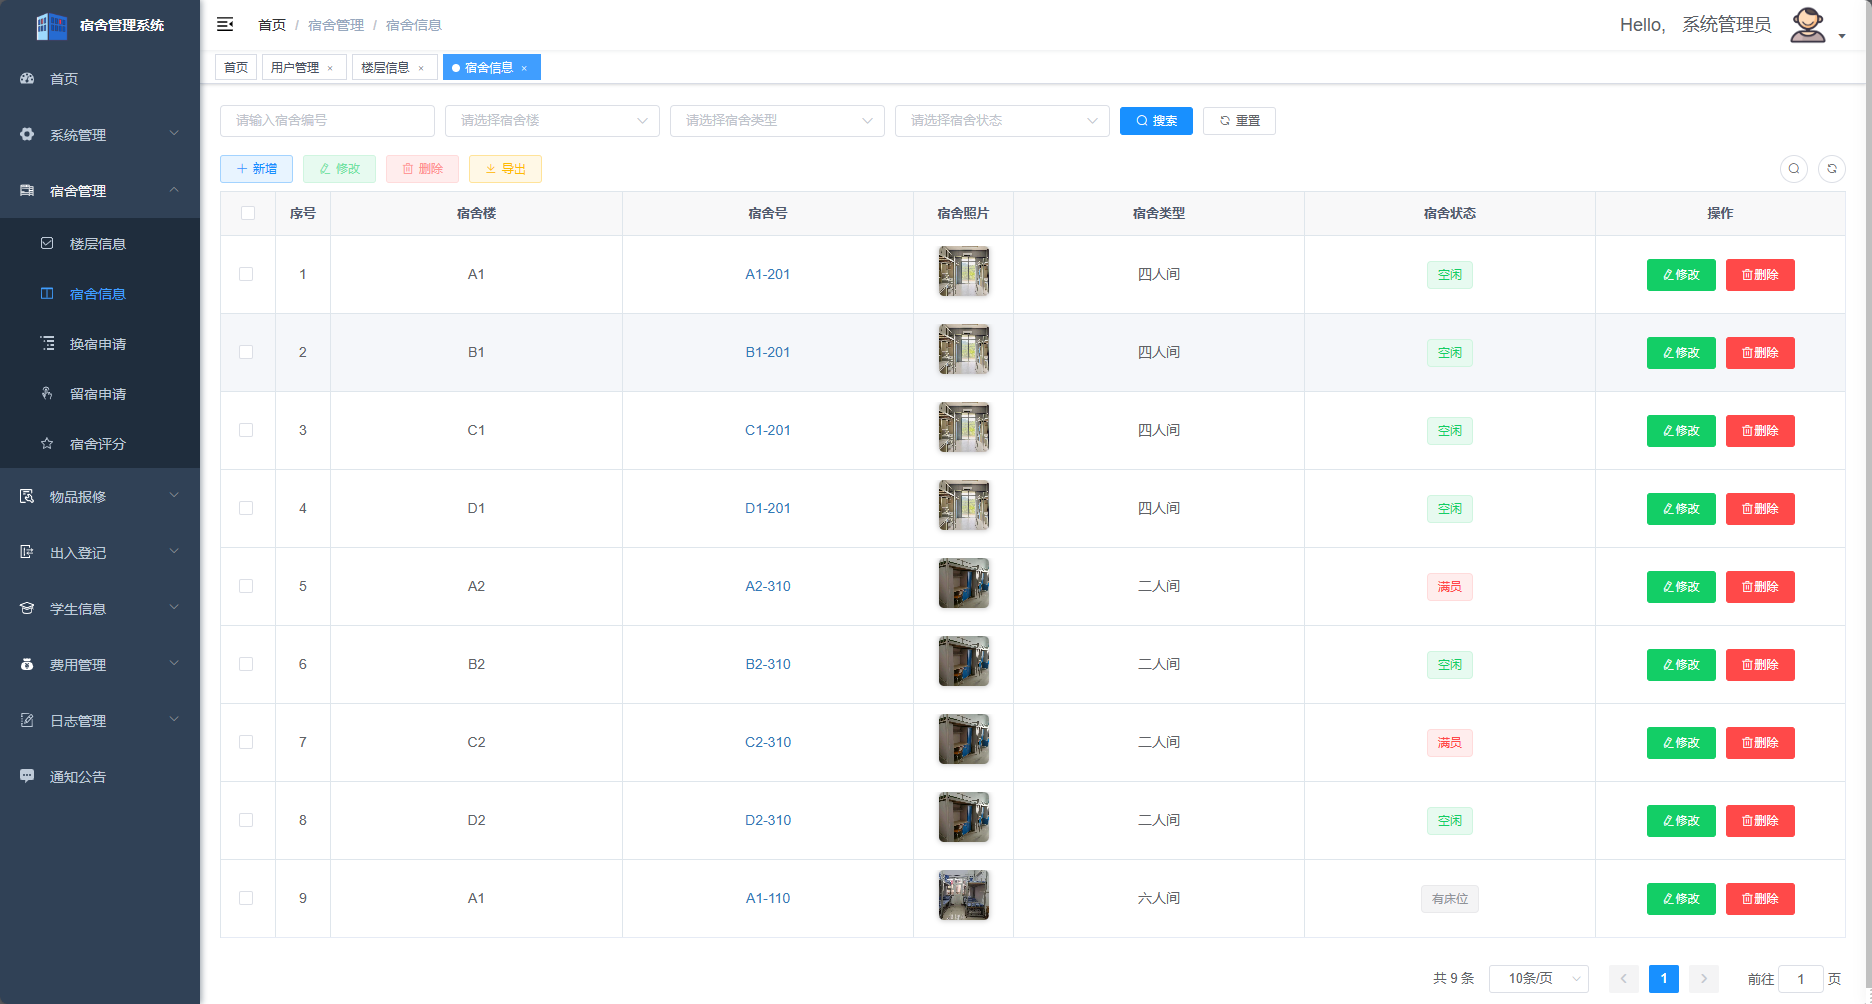 宿舍管理系统
首页
系统管理
宿舍管理
楼层信息
宿舍信息
换宿申请
留宿申请
宿舍评分
物品报修
出入登记
学生信息
费用管理
日志管理
通知公告
首页 / 宿舍管理 / 宿舍信息
Hello, 系统管理员
首页 用户管理 × 楼层信息 × 宿舍信息 ×
请输入宿舍编号 请选择宿舍楼 请选择宿舍类型 请选择宿舍状态 搜索 重置
新增 修改 删除 导出
序号 宿舍楼 宿舍号 宿舍照片 宿舍类型 宿舍状态 操作
1 A1 A1-201 四人间 空闲 修改 删除
2 B1 B1-201 四人间 空闲 修改 删除
3 C1 C1-201 四人间 空闲 修改 删除
4 D1 D1-201 四人间 空闲 修改 删除
5 A2 A2-310 二人间 满员 修改 删除
6 B2 B2-310 二人间 空闲 修改 删除
7 C2 C2-310 二人间 满员 修改 删除
8 D2 D2-310 二人间 空闲 修改 删除
9 A1 A1-110 六人间 有床位 修改 删除
共 9 条 10条/页 1 前往 1 页